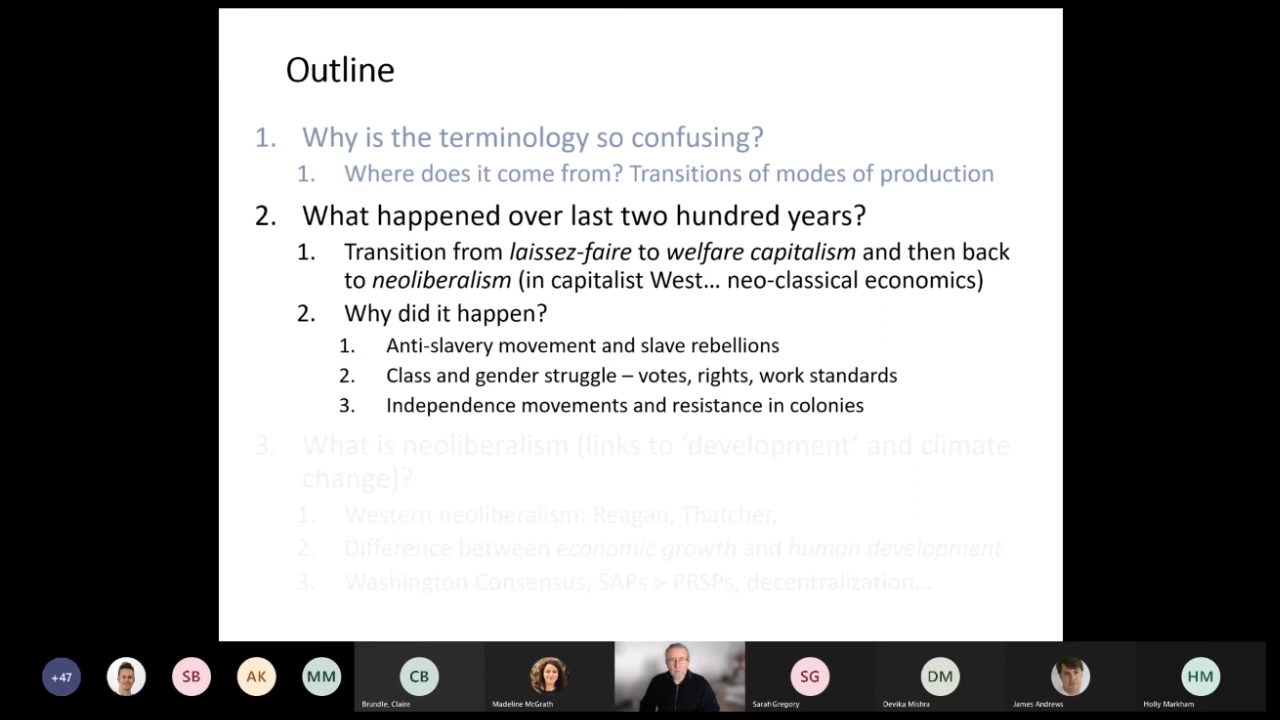 Outline
1. Why is the terminology so confusing?
1. Where does it come from? Transitions of modes of production
2. What happened over last two hundred years?
1. Transition from laissez-faire to welfare capitalism and then back
to neoliberalism (in capitalist West... neo-classical economics)
2. Why did it happen?
1. Anti-slavery movement and slave rebellions
2. Class and gender struggle – votes, rights, work standards
3. Independence movements and resistance in colonies
3. What is neoliberalism (links to ‘development’ and climate
change)?
1. Western neoliberalism: Reagan, Thatcher,
2. Difference between economic growth and human development
3. Washington Consensus, SAPs > PRSPs, decentralization...
+47
SB
AK
MM
CB
SG
DM
HM
Brundle, Claire
Madeline McGrath
Sarah Gregory
Devika Mishra
James Andrews
Holly Markham